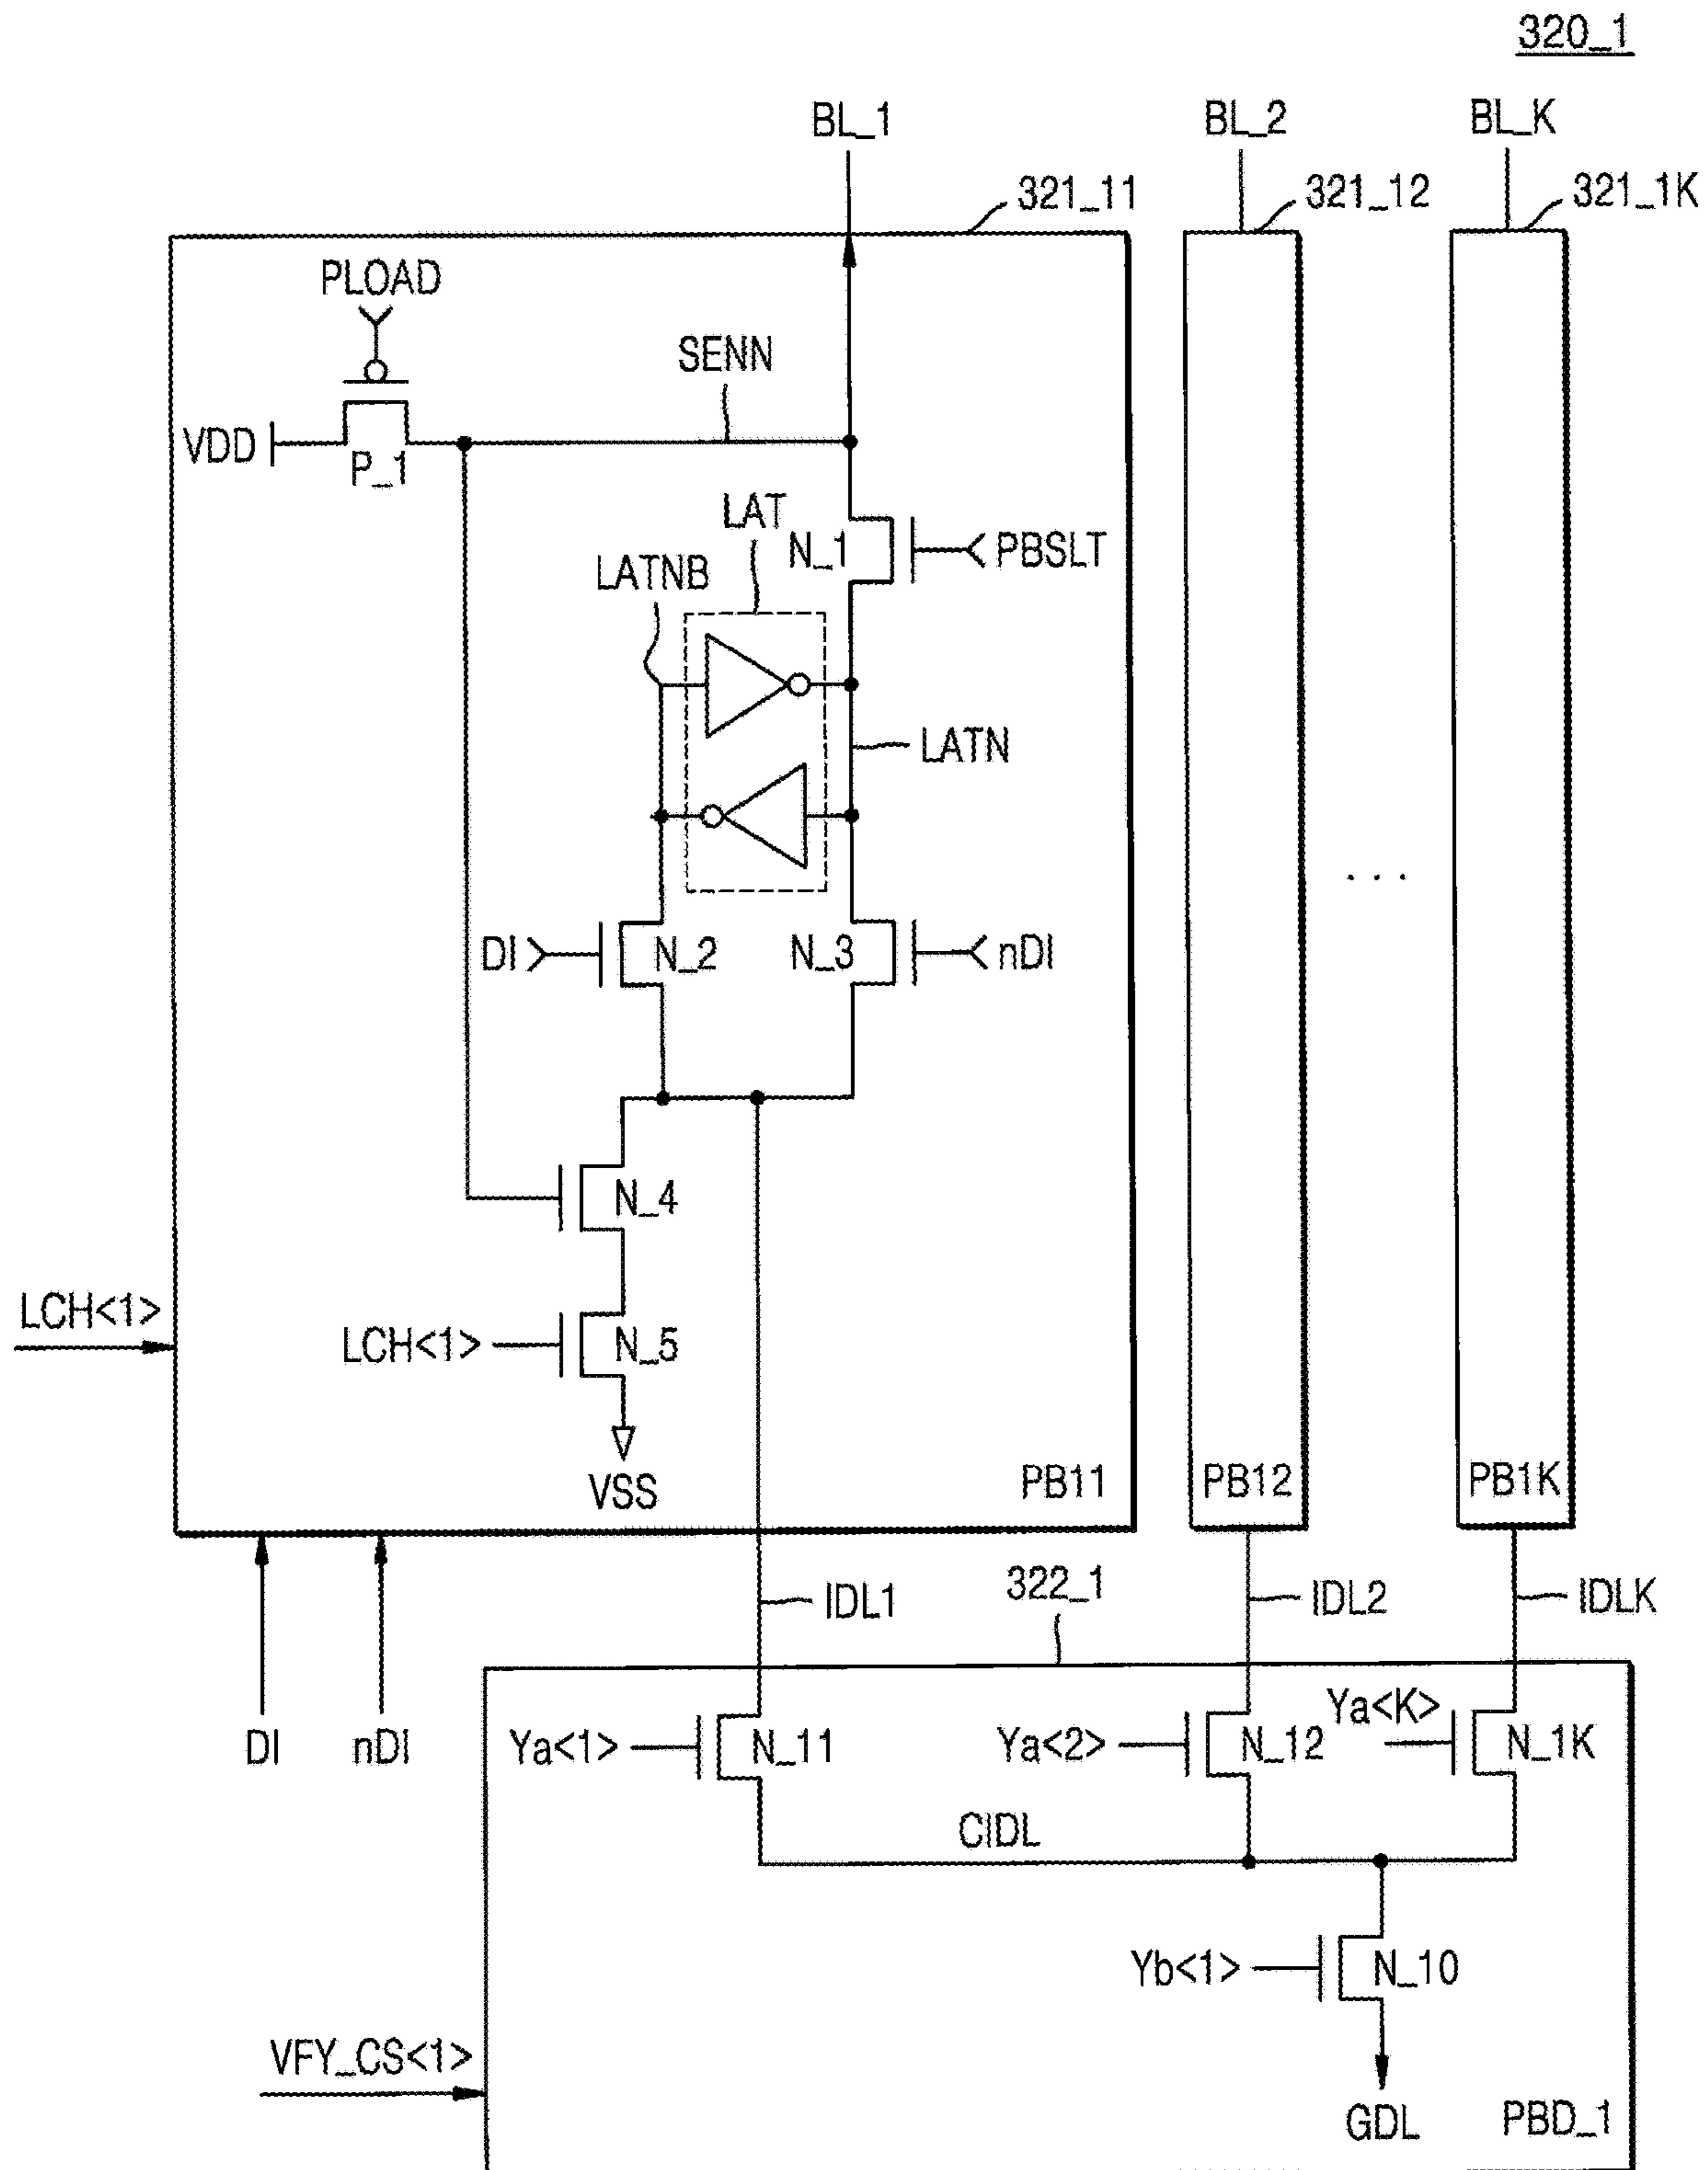 320_1
BL_1
BL_2
BL_K
321_11
321_12
321_1K
PLOAD
SENN
VDD
P_1
LAT
N_1
PBSLT
LATNB
LATN
. . .
DI
N_2
N_3
nDI
N_4
LCH<1>
LCH<1>
N_5
VSS
PB11
PB12
PB1K
322_1
IDL1
IDL2
IDLK
DI
nDI
Ya<1>
N_11
Ya<2>
N_12
Ya<K>
N_1K
CIDL
Yb<1>
N_10
VFY_CS<1>
GDL
PBD_1